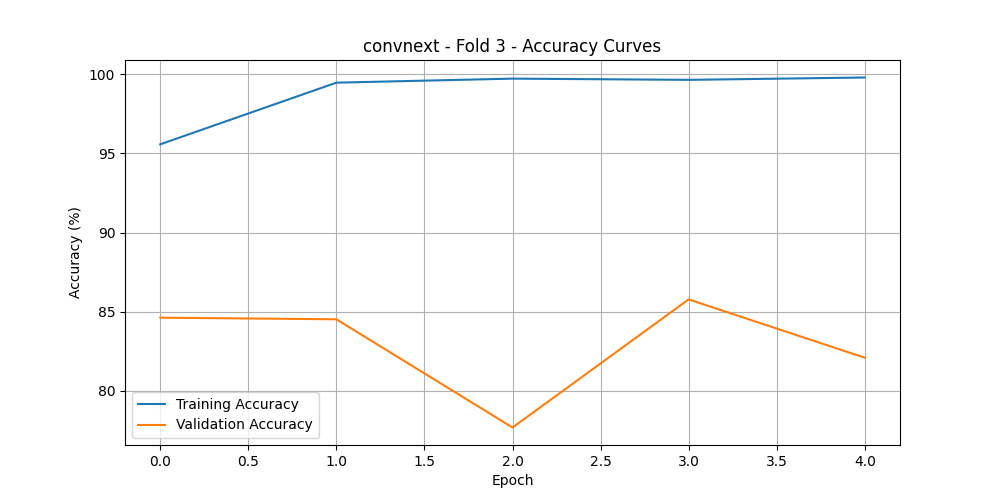 convnext - Fold 3 - Accuracy Curves
Accuracy (%)
100
95
90
85
80
Training Accuracy
Validation Accuracy
0.0 0.5 1.0 1.5 2.0 2.5 3.0 3.5 4.0
Epoch